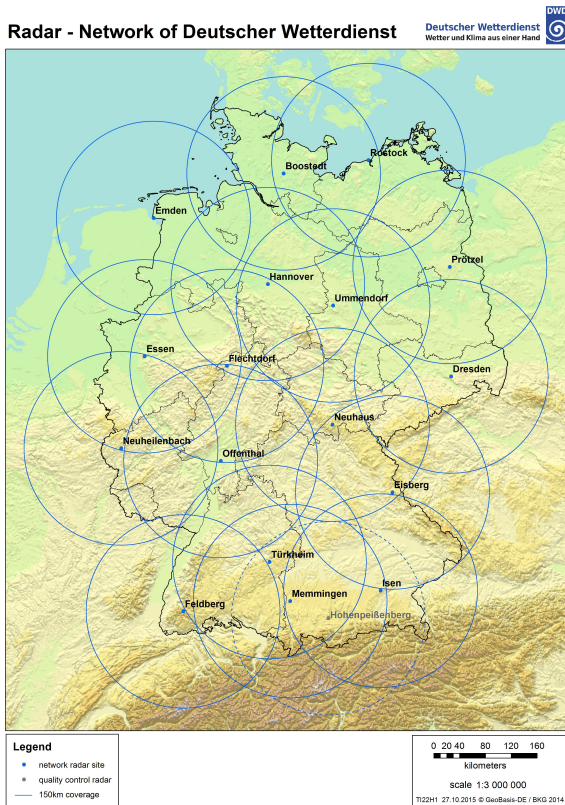 DWD
Radar - Network of Deutscher Wetterdienst
Deutscher Wetterdienst
Wetter und Klima aus einer Hand
Rostock
Boostedt
Emden
Prötzel
Hannover
Ummendorf
Essen
Flechtdorf
Dresden
Neuhaus
Neuheilenbach
Offenthal
Eisberg
Türkheim
Isen
Memmingen
Feldberg
Hohenpeißenberg
Legend
network radar site
quality control radar
150km coverage
0 20 40 80 120 160
kilometers
scale 1:3 000 000
TI22H1 27.10.2015 © GeoBasis-DE / BKG 2014